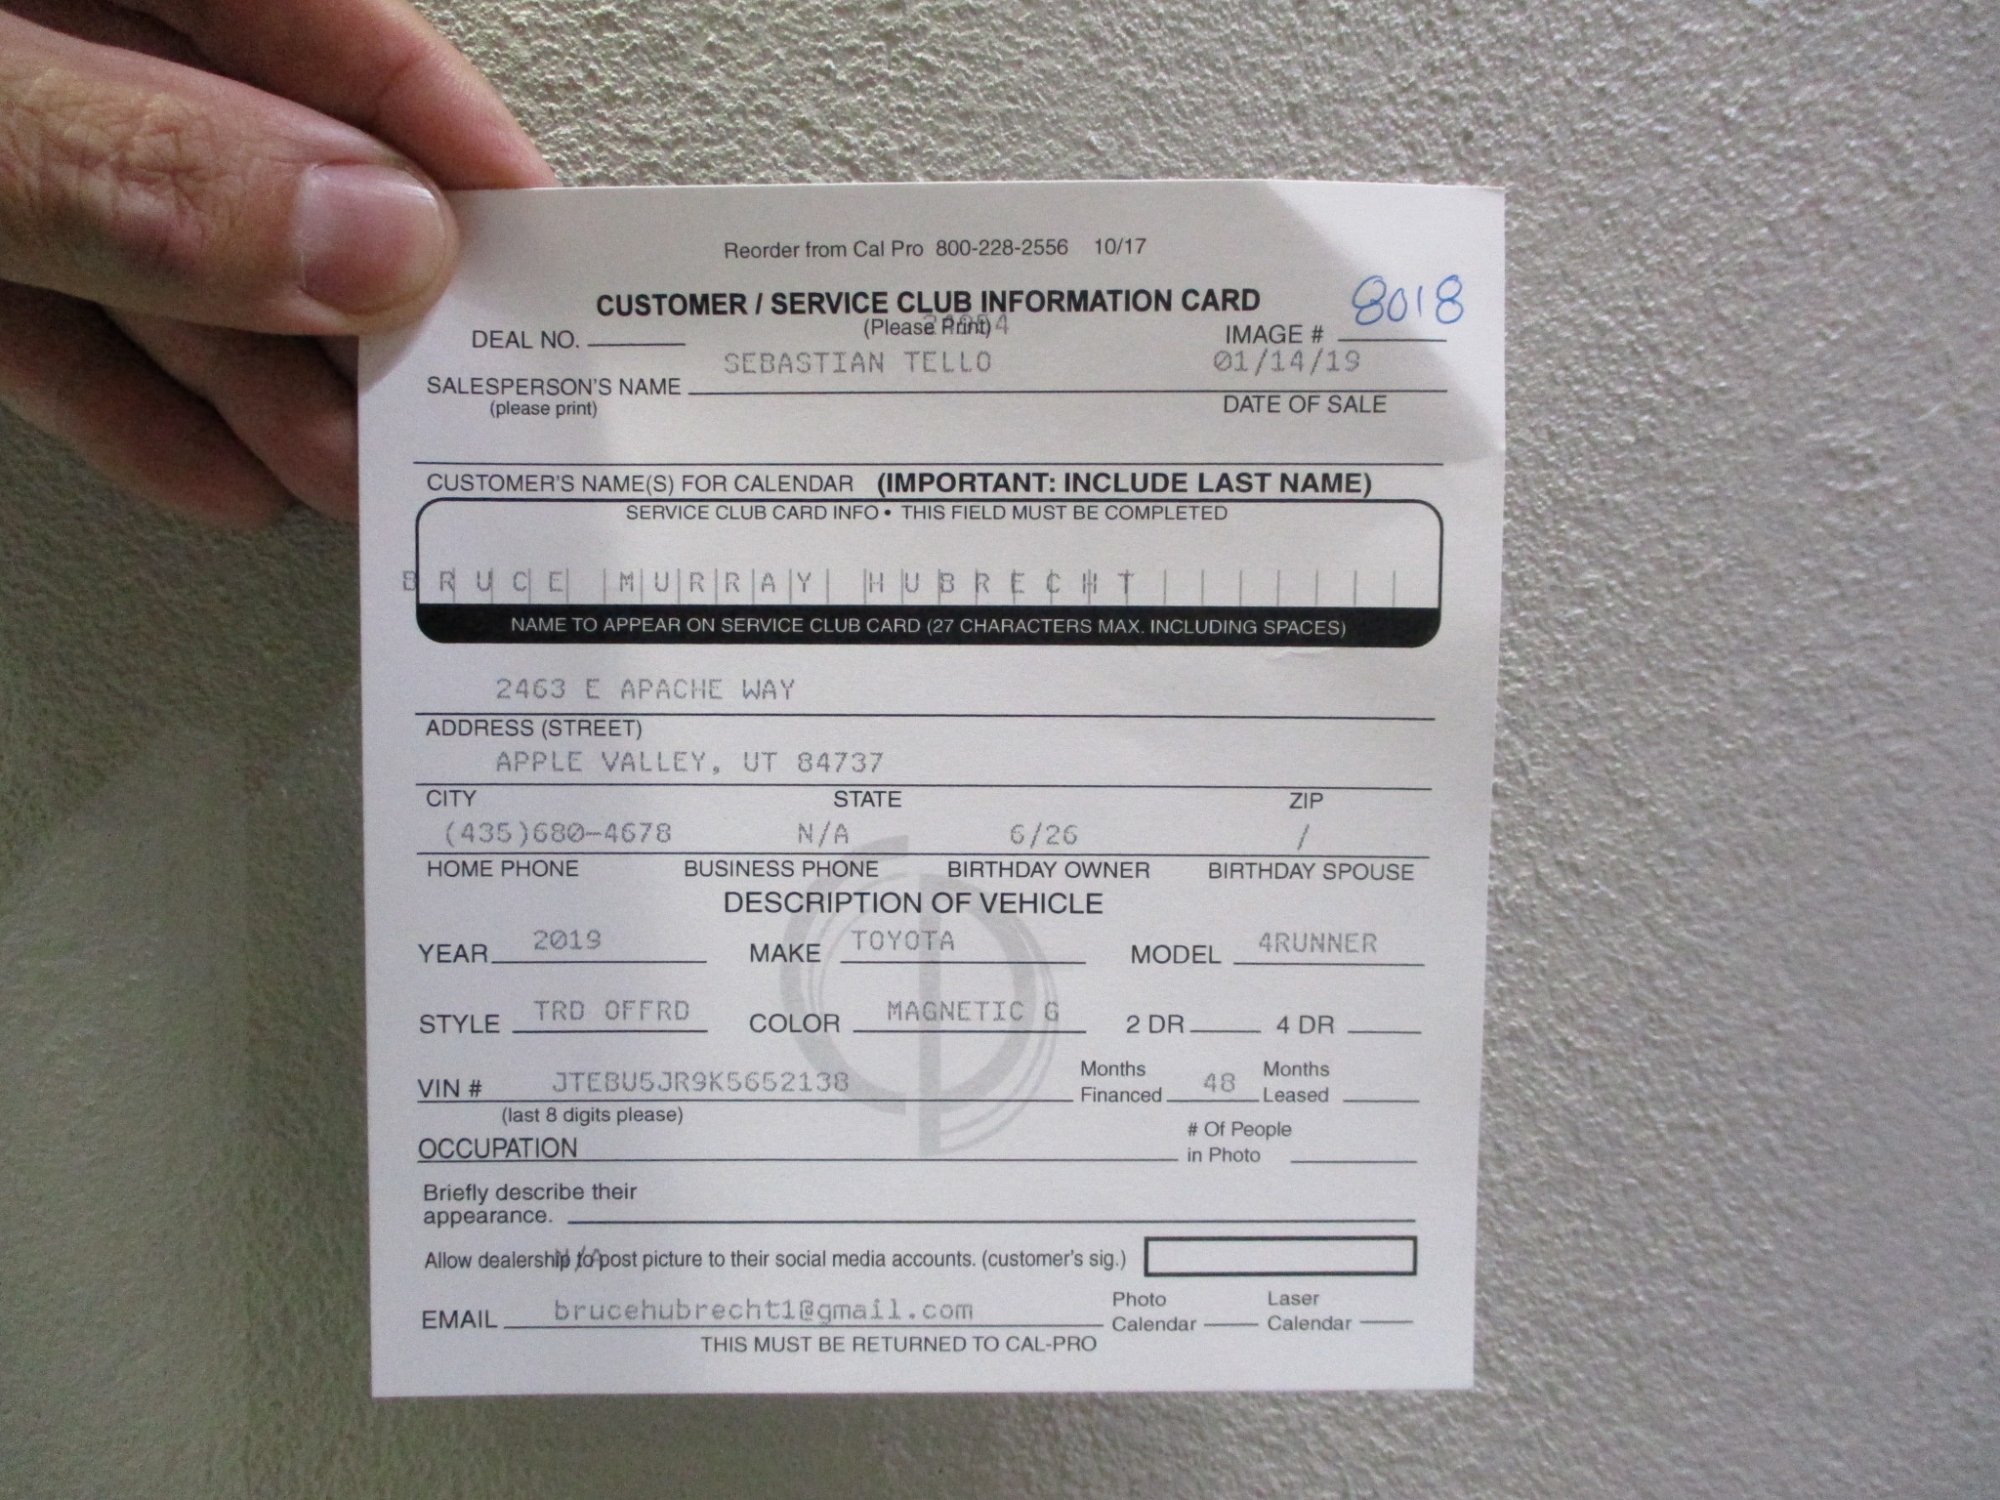 Reorder from Cal Pro 800-228-2556 10/17
CUSTOMER / SERVICE CLUB INFORMATION CARD 8018
(Please Print)
DEAL NO. IMAGE #
SEBASTIAN TELLO 01/14/19
SALESPERSON'S NAME
(please print) DATE OF SALE
CUSTOMER'S NAME(S) FOR CALENDAR (IMPORTANT: INCLUDE LAST NAME)
SERVICE CLUB CARD INFO • THIS FIELD MUST BE COMPLETED
BRUCE MURRAY HUBRECHT
NAME TO APPEAR ON SERVICE CLUB CARD (27 CHARACTERS MAX. INCLUDING SPACES)
2463 E APACHE WAY
ADDRESS (STREET)
APPLE VALLEY, UT 84737
CITY STATE ZIP
(435)680-4678 N/A 6/26 /
HOME PHONE BUSINESS PHONE BIRTHDAY OWNER BIRTHDAY SPOUSE
DESCRIPTION OF VEHICLE
YEAR 2019 MAKE TOYOTA MODEL 4RUNNER
STYLE TRD OFFRD COLOR MAGNETIC G 2 DR 4 DR
VIN # JTEBU5JR9K5652138 Months Financed 48 Months Leased
(last 8 digits please)
OCCUPATION # Of People in Photo
Briefly describe their
appearance.
N/A
Allow dealership to post picture to their social media accounts. (customer's sig.)
EMAIL brucehubrecht1@gmail.com Photo Calendar Laser Calendar
THIS MUST BE RETURNED TO CAL-PRO